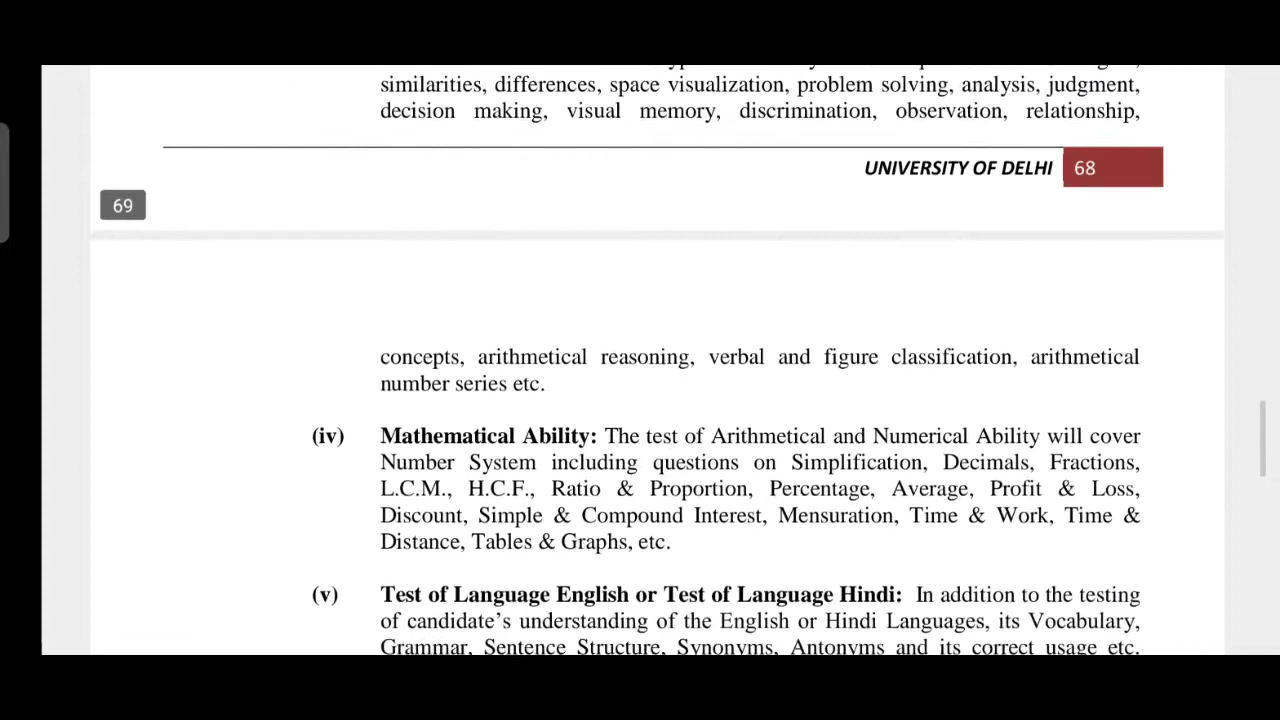 similarities, differences, space visualization, problem solving, analysis, judgment,
decision making, visual memory, discrimination, observation, relationship,
UNIVERSITY OF DELHI 68
69
concepts, arithmetical reasoning, verbal and figure classification, arithmetical
number series etc.
(iv) Mathematical Ability: The test of Arithmetical and Numerical Ability will cover
Number System including questions on Simplification, Decimals, Fractions,
L.C.M., H.C.F., Ratio & Proportion, Percentage, Average, Profit & Loss,
Discount, Simple & Compound Interest, Mensuration, Time & Work, Time &
Distance, Tables & Graphs, etc.
(v) Test of Language English or Test of Language Hindi: In addition to the testing
of candidate’s understanding of the English or Hindi Languages, its Vocabulary,
Grammar, Sentence Structure, Synonyms, Antonyms and its correct usage etc.